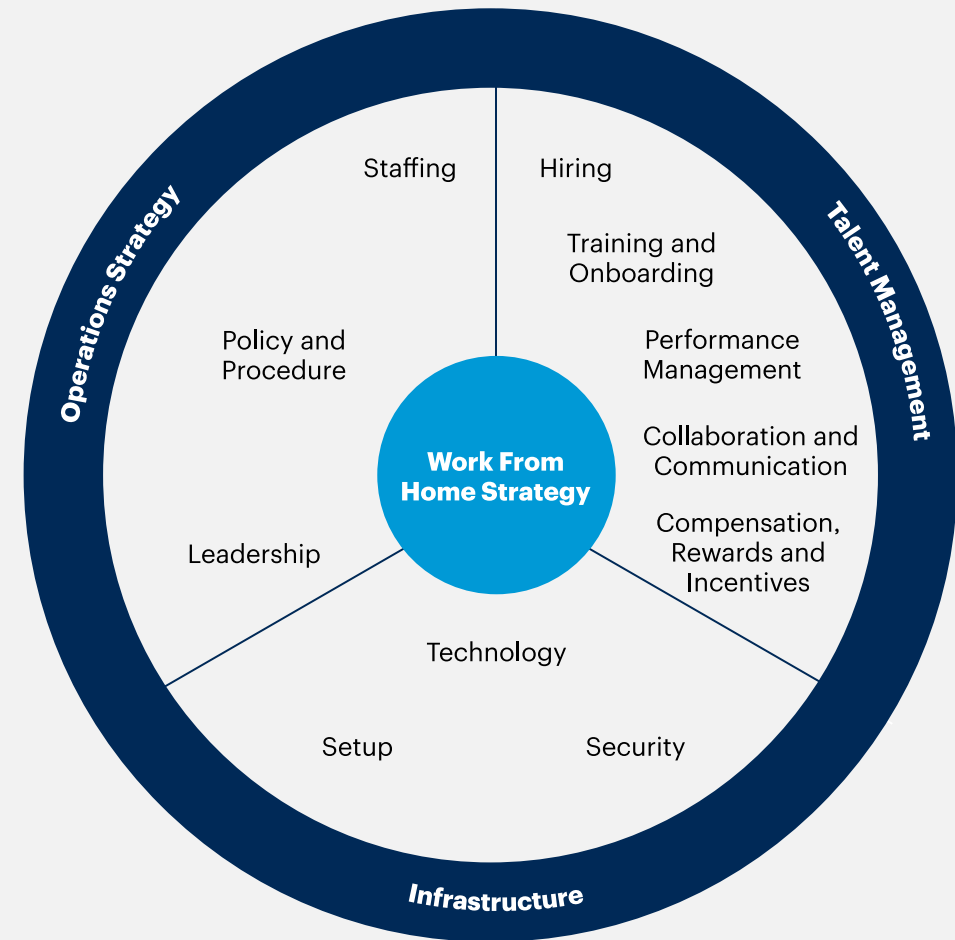 Operations Strategy
Staffing
Policy and
Procedure
Leadership
Talent Management
Hiring
Training and
Onboarding
Performance
Management
Collaboration and
Communication
Compensation,
Rewards and
Incentives
Work From
Home Strategy
Technology
Setup
Security
Infrastructure